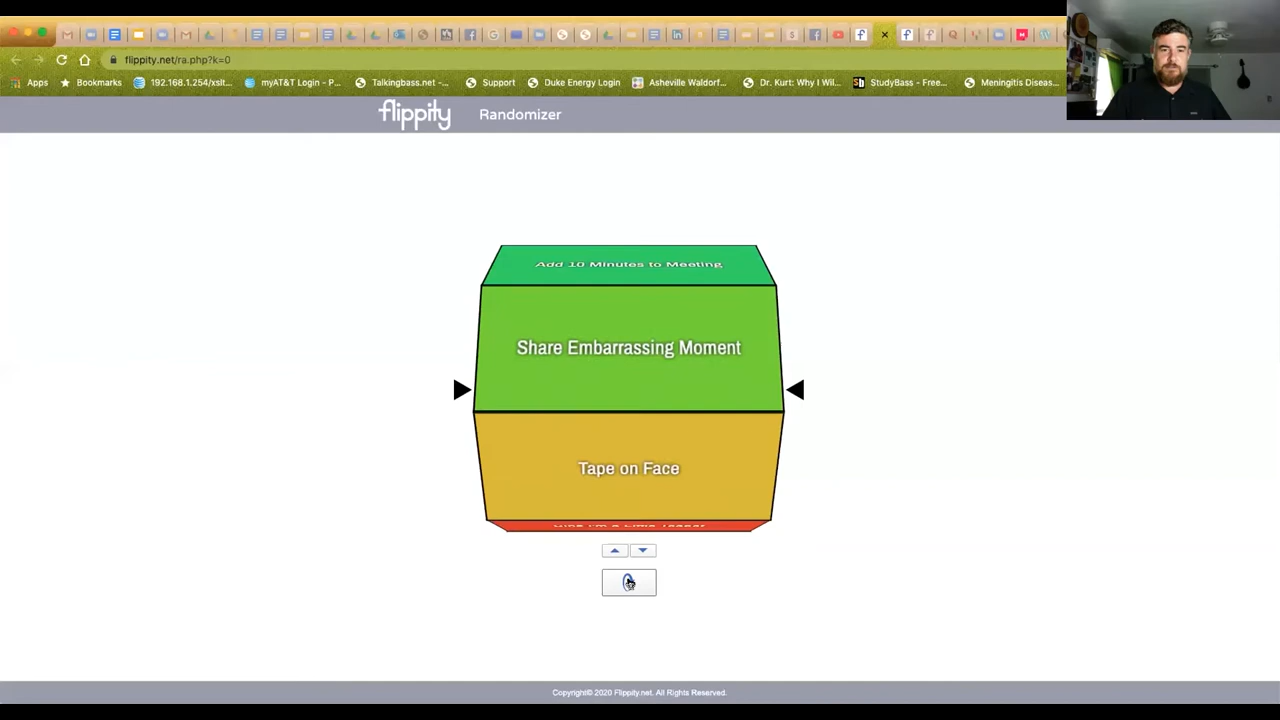 flippity.net/ra.php?k=0
Apps
Bookmarks
192.168.1.254/xslt...
myAT&T Login - P...
Talkingbass.net -...
Support
Duke Energy Login
Asheville Waldorf...
Dr. Kurt: Why I Wil...
StudyBass - Free...
Meningitis Diseas...
flippity Randomizer
Add 10 Minutes to Meeting
Share Embarrassing Moment
Tape on Face
Copyright© 2020 Flippity.net. All Rights Reserved.